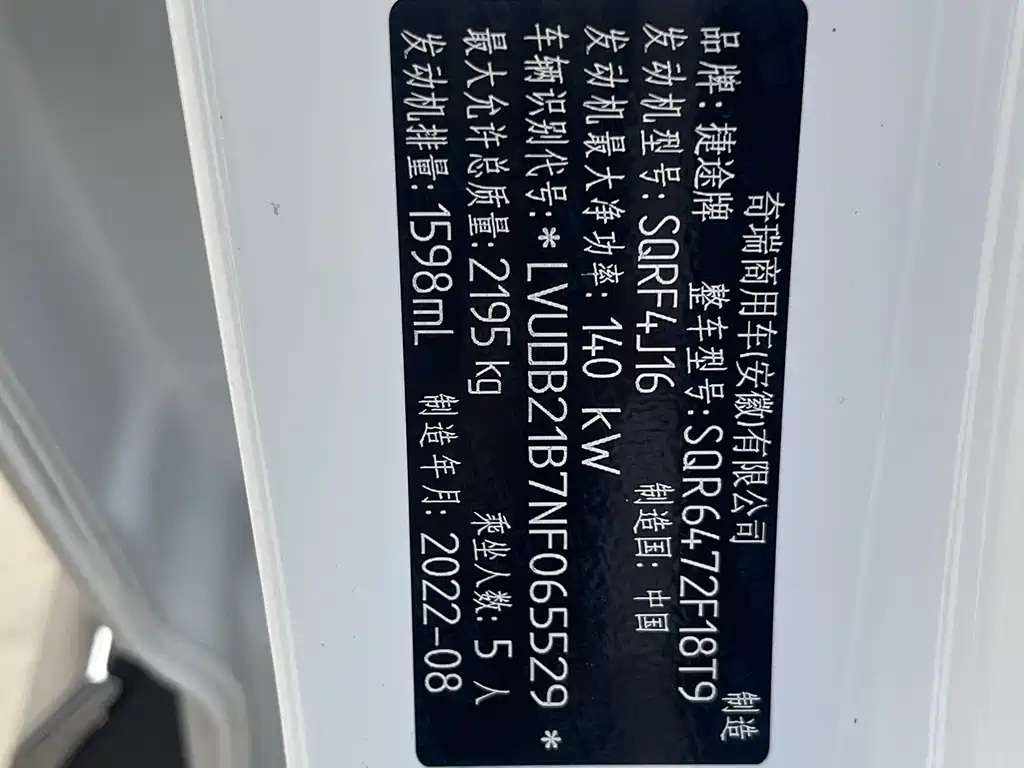 奇瑞商用车(安徽)有限公司 制造
品牌: 捷途牌 整车型号: SQR6472F18T9
发动机型号: SQRF4J16 制造国: 中国
发动机最大净功率: 140 kW
车辆识别代号: *LVUDB21B7NF065529*
最大允许总质量: 2195 kg 乘坐人数: 5 人
发动机排量: 1598mL 制造年月: 2022-08